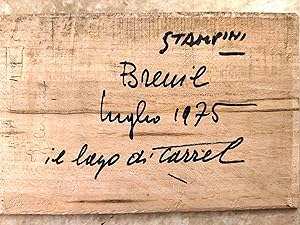 STAMPINI
Breuil
luglio 1975
il lago di Tarrel